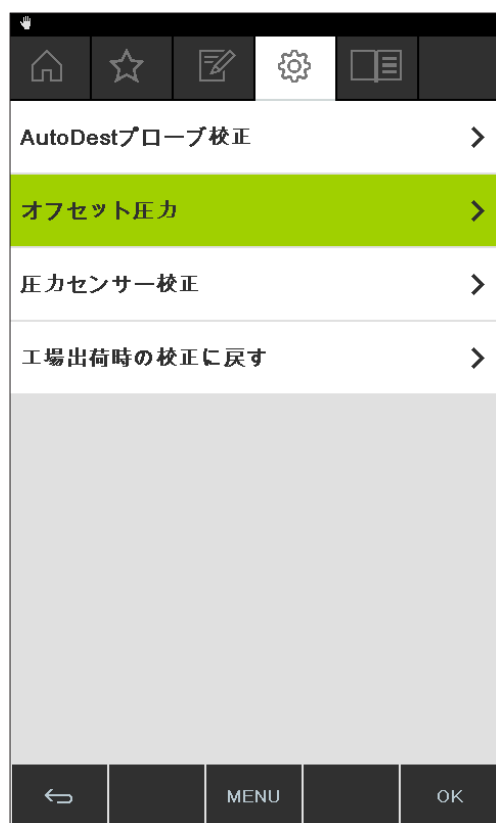 AutoDestプローブ校正
オフセット圧力
圧力センサー校正
工場出荷時の校正に戻す
MENU
OK